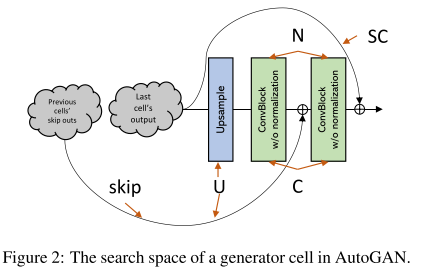 N
SC
Previous
cells'
skip outs
Last
cell's
output
Upsample
ConvBlock
w/o normalization
ConvBlock
w/o normalization
skip
U
C
Figure 2: The search space of a generator cell in AutoGAN.